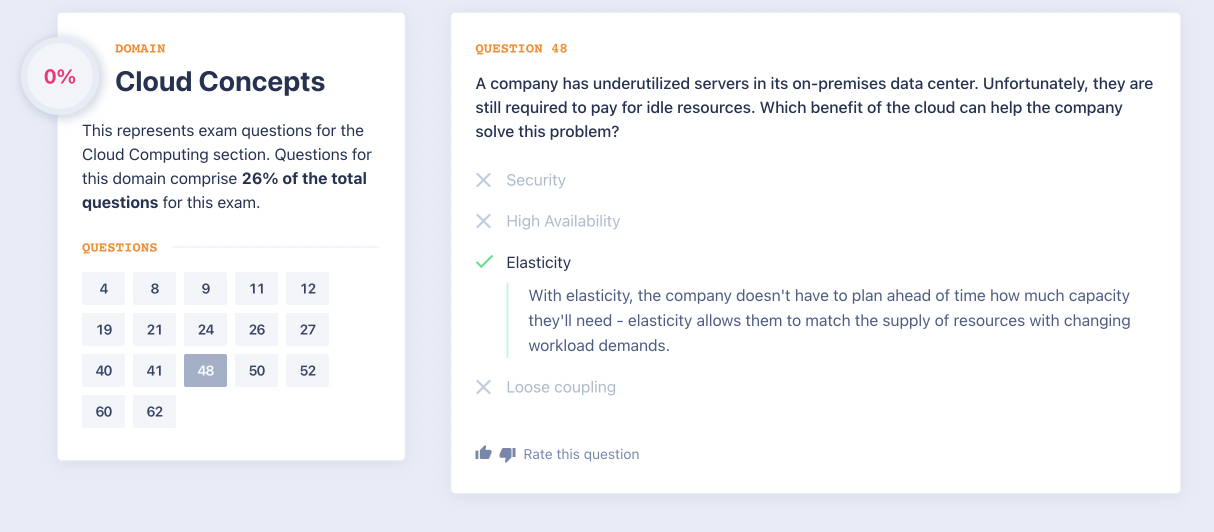 0%
DOMAIN
Cloud Concepts
This represents exam questions for the
Cloud Computing section. Questions for
this domain comprise 26% of the total
questions for this exam.
QUESTIONS
4 8 9 11 12
19 21 24 26 27
40 41 48 50 52
60 62
QUESTION 48
A company has underutilized servers in its on-premises data center. Unfortunately, they are
still required to pay for idle resources. Which benefit of the cloud can help the company
solve this problem?
Security
High Availability
Elasticity
With elasticity, the company doesn't have to plan ahead of time how much capacity
they'll need - elasticity allows them to match the supply of resources with changing
workload demands.
Loose coupling
Rate this question